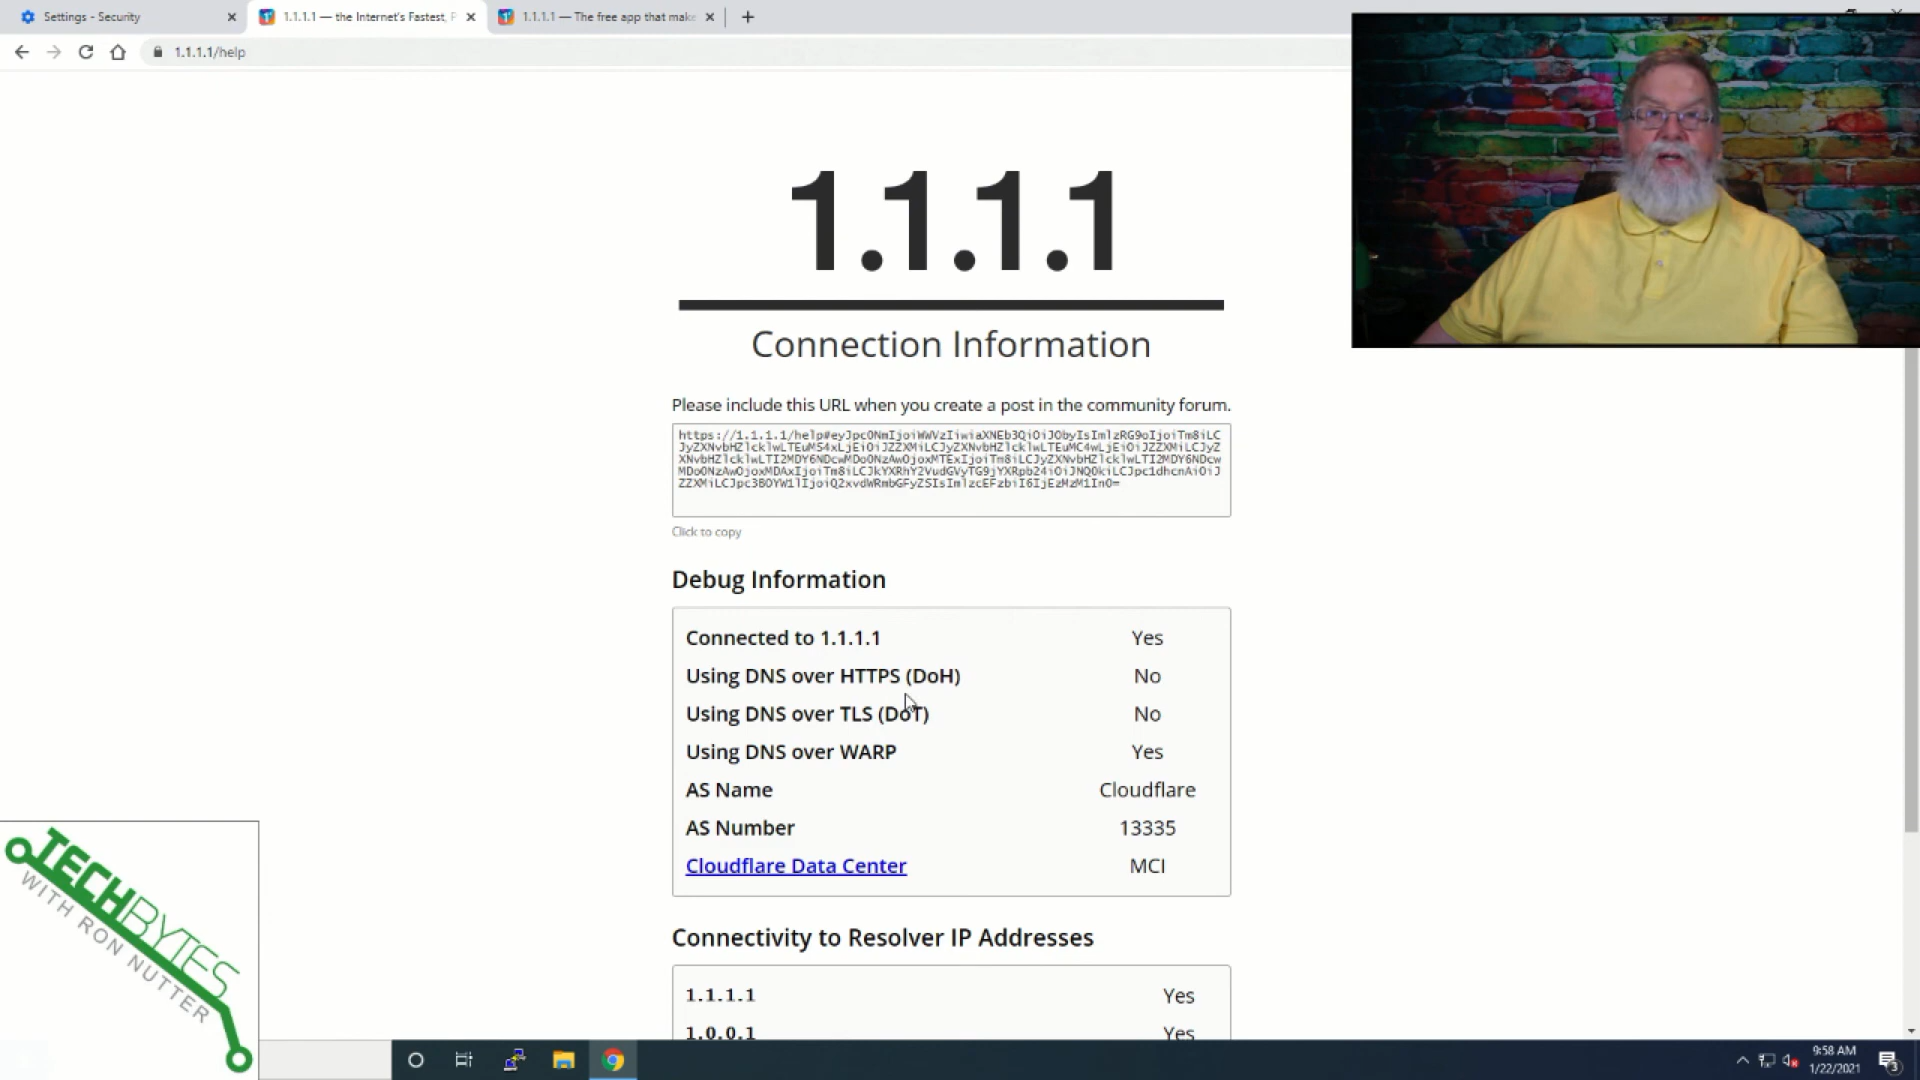 Settings - Security
1.1.1.1 — the Internet's Fastest, P
1.1.1.1 — The free app that make
1.1.1.1/help
1.1.1.1
Connection Information
Please include this URL when you create a post in the community forum.
Click to copy
Debug Information
Connected to 1.1.1.1 Yes
Using DNS over HTTPS (DoH) No
Using DNS over TLS (DoT) No
Using DNS over WARP Yes
AS Name Cloudflare
AS Number 13335
Cloudflare Data Center MCI
Connectivity to Resolver IP Addresses
1.1.1.1 Yes
1.0.0.1 Yes
TECHBYTES
WITH RON NUTTER
9:58 AM
1/22/2021
3